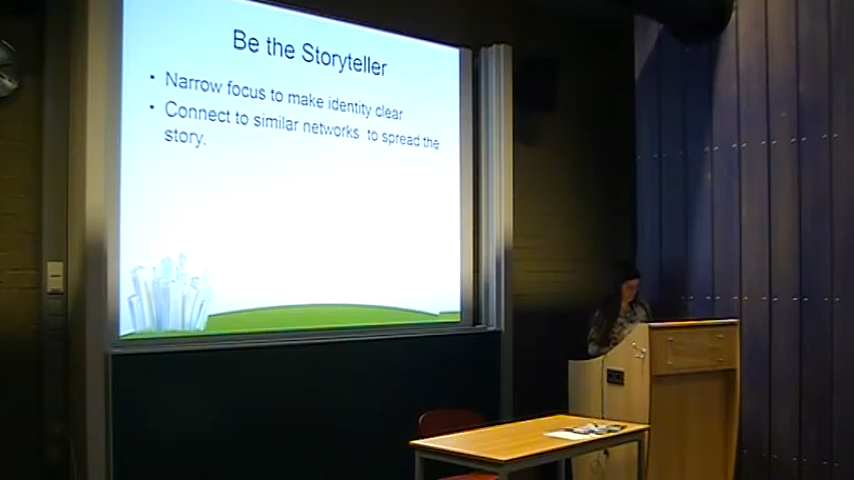 Be the Storyteller
• Narrow focus to make identity clear
• Connect to similar networks to spread the
story.